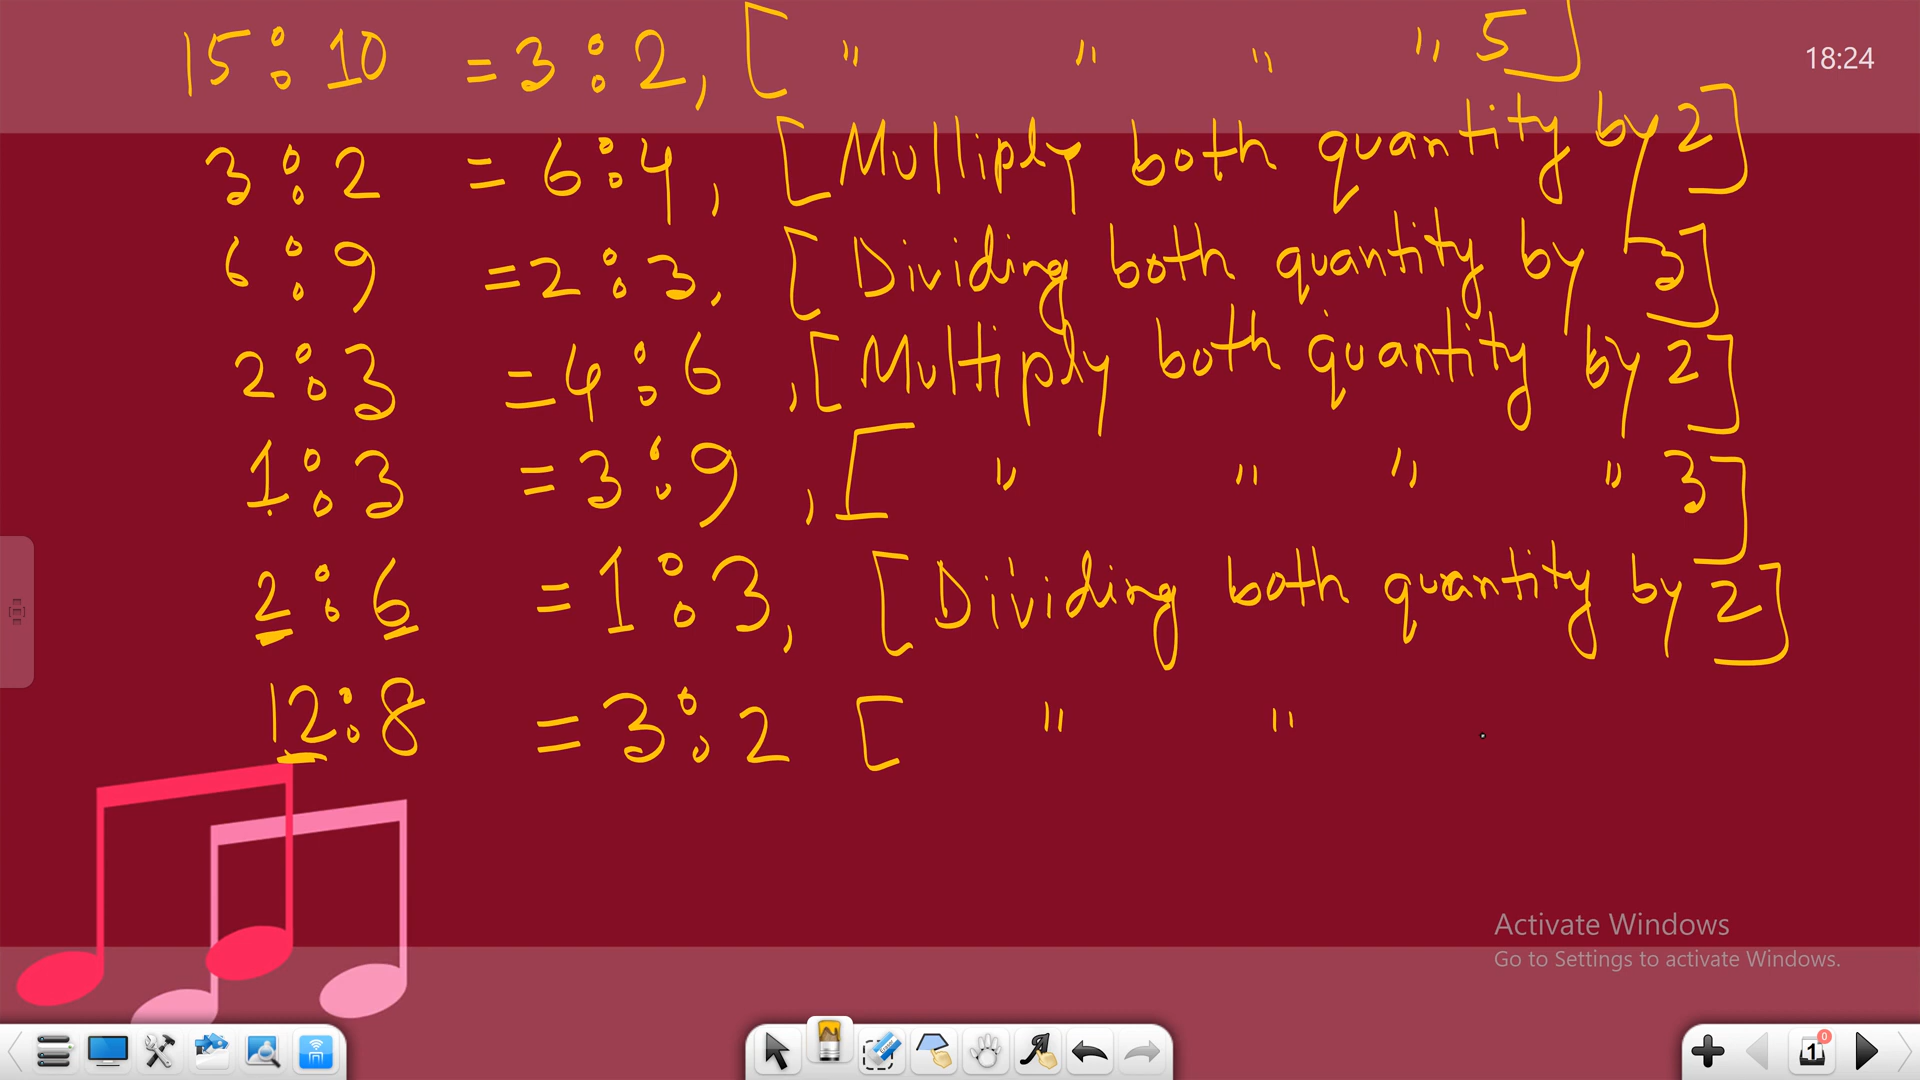 15 : 10 = 3 : 2, [ " " " " 5]
18:24
3 : 2 = 6 : 4, [Multiply both quantity by 2]
6 : 9 = 2 : 3, [Dividing both quantity by 3]
2 : 3 = 4 : 6, [Multiply both quantity by 2]
1 : 3 = 3 : 9, [ " " " " 3]
2 : 6 = 1 : 3, [Dividing both quantity by 2]
12 : 8 = 3 : 2 [ " "
Activate Windows
Go to Settings to activate Windows.
1
0